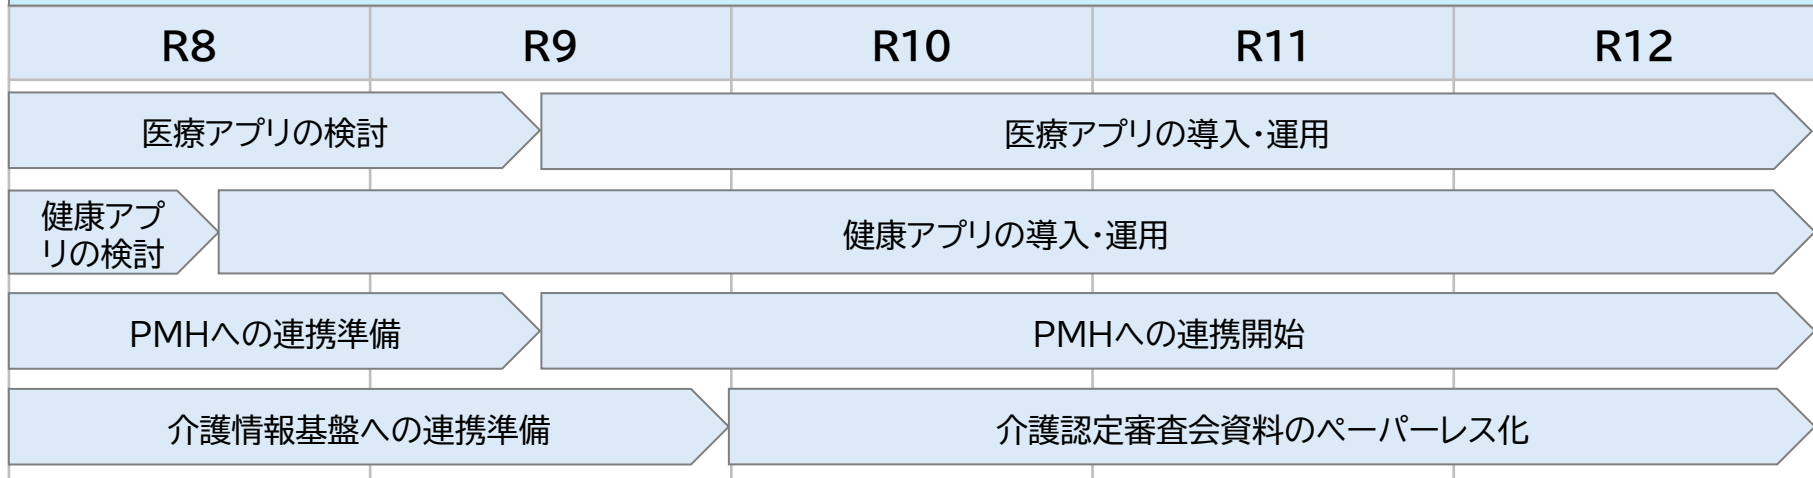 R8 R9 R10 R11 R12
医療アプリの検討 医療アプリの導入・運用
健康アプ
リの検討
健康アプリの導入・運用
PMHへの連携準備 PMHへの連携開始
介護情報基盤への連携準備 介護認定審査会資料のペーパーレス化